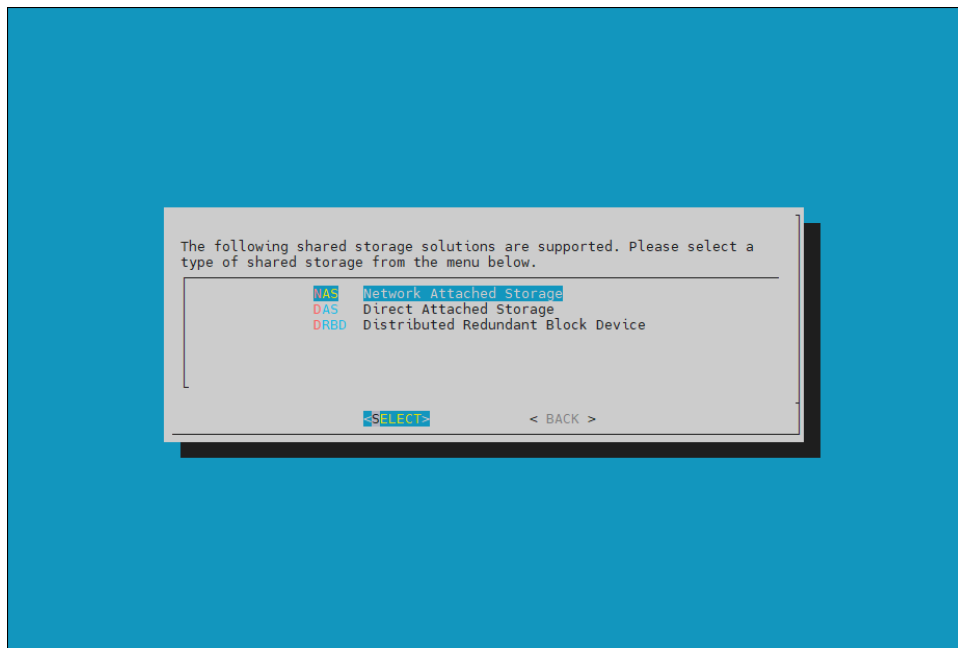 The following shared storage solutions are supported. Please select a
type of shared storage from the menu below.
NAS Network Attached Storage
DAS Direct Attached Storage
DRBD Distributed Redundant Block Device
<SELECT> < BACK >